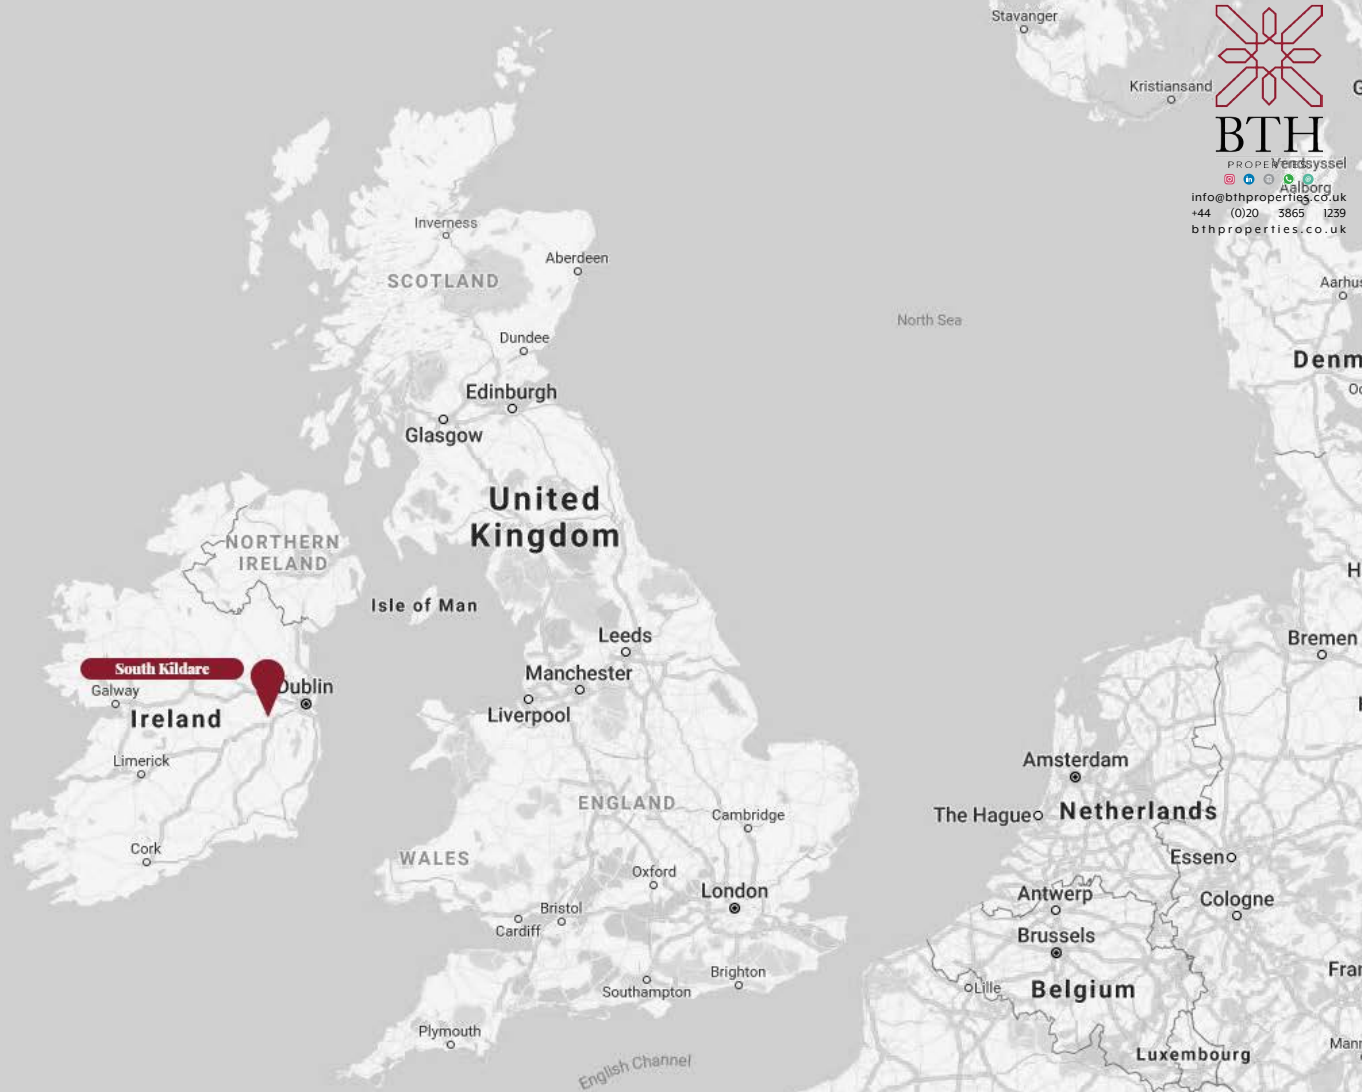 Stavanger
Kristiansand
G
BTH
PROPERTIES
Vendsyssel
Aalborg
info@bthproperties.co.uk
+44 (0)20 3865 1239
bthproperties.co.uk
Inverness
Aberdeen
SCOTLAND
Aarhus
North Sea
Dundee
Denm
Edinburgh
Glasgow
United
Kingdom
NORTHERN
IRELAND
H
Isle of Man
Leeds
Bremen
South Kildare
Manchester
Galway
Dublin
Liverpool
Ireland
Limerick
Amsterdam
ENGLAND
Cambridge
The Hague
Netherlands
Cork
WALES
Essen
Oxford
London
Antwerp
Cologne
Bristol
Cardiff
Brussels
Brighton
Fran
Southampton
Lille
Belgium
Plymouth
Mann
Luxembourg
English Channel